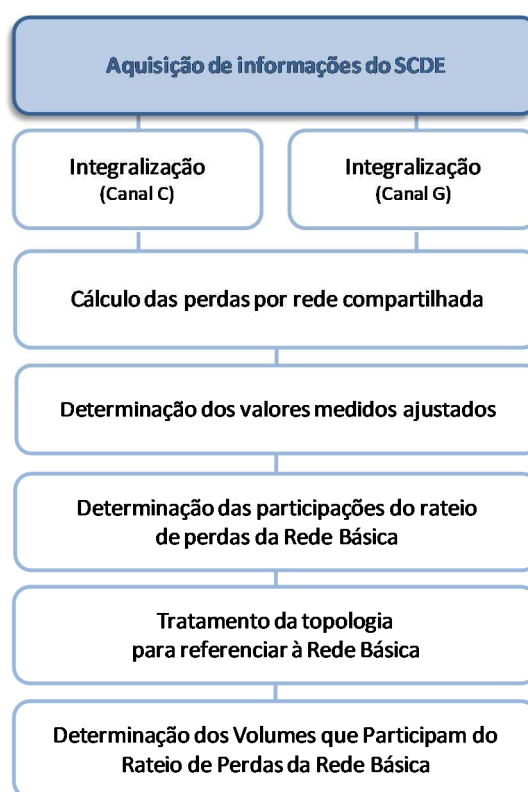 Aquisição de informações do SCDE
Integralização
(Canal C)
Integralização
(Canal G)
Cálculo das perdas por rede compartilhada
Determinação dos valores medidos ajustados
Determinação das participações do rateio
de perdas da Rede Básica
Tratamento da topologia
para referenciar à Rede Básica
Determinação dos Volumes que Participam do
Rateio de Perdas da Rede Básica